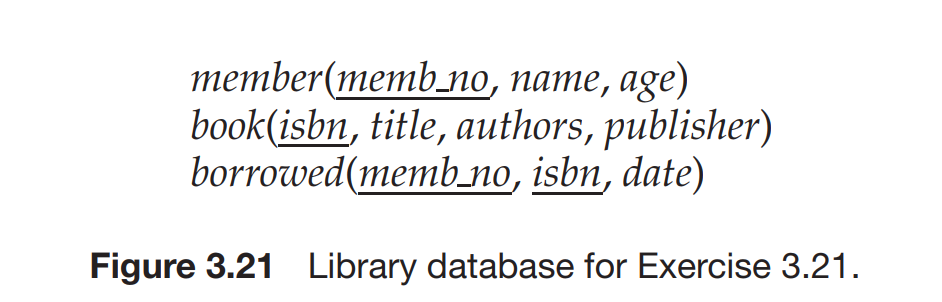 member(memb_no, name, age)
book(isbn, title, authors, publisher)
borrowed(memb_no, isbn, date)
Figure 3.21 Library database for Exercise 3.21.